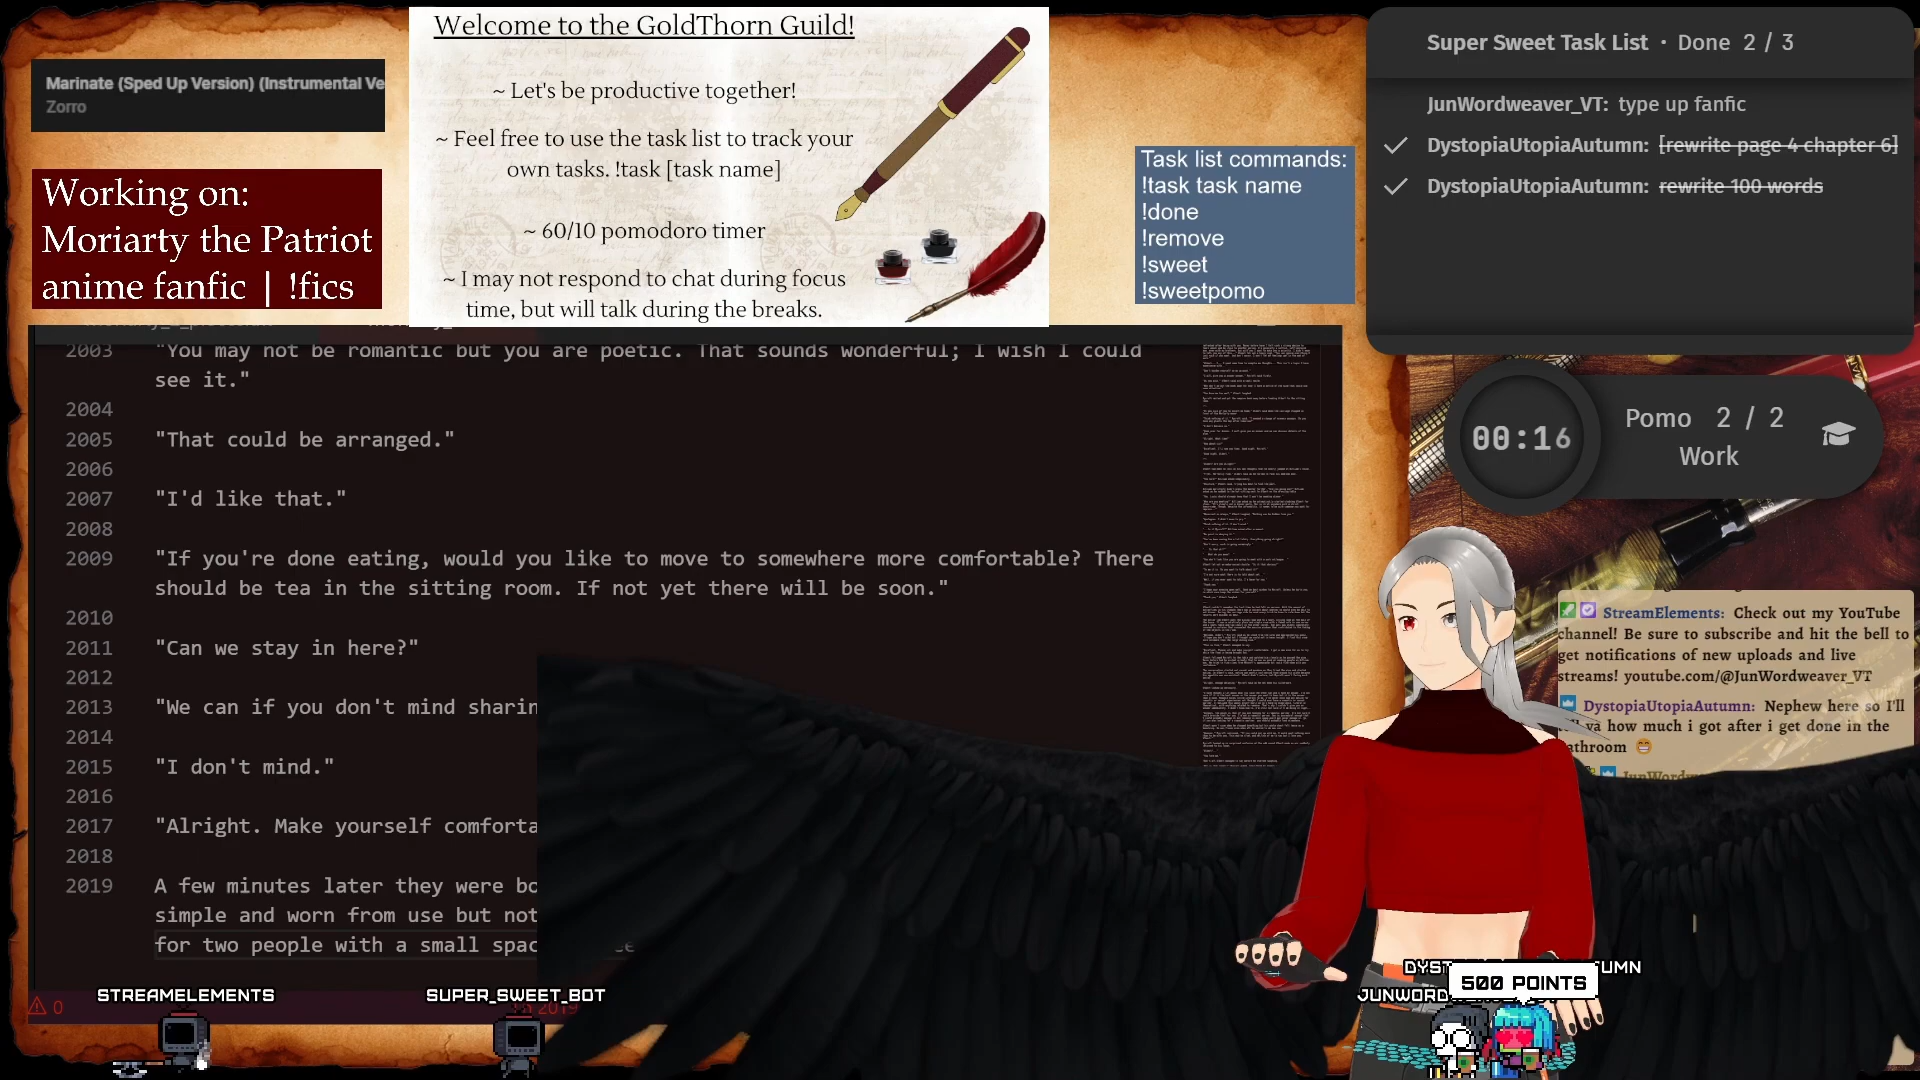 Marinate (Sped Up Version) (Instrumental Ve
Zorro
Working on:
Moriarty the Patriot
anime fanfic | !fics
Welcome to the GoldThorn Guild!
~ Let's be productive together!
~ Feel free to use the task list to track your
own tasks. !task [task name]
~ 60/10 pomodoro timer
~ I may not respond to chat during focus
time, but will talk during the breaks.
Task list commands:
!task task name
!done
!remove
!sweet
!sweetpomo
Super Sweet Task List · Done 2 / 3
JunWordweaver_VT: type up fanfic
DystopiaUtopiaAutumn: [rewrite page 4 chapter 6]
DystopiaUtopiaAutumn: rewrite 100 words
00:16
Pomo 2 / 2
Work
2003 "You may not be romantic but you are poetic. That sounds wonderful; I wish I could
see it."
2004
2005 "That could be arranged."
2006
2007 "I'd like that."
2008
2009 "If you're done eating, would you like to move to somewhere more comfortable? There
should be tea in the sitting room. If not yet there will be soon."
2010
2011 "Can we stay in here?"
2012
2013 "We can if you don't mind sharin
2014
2015 "I don't mind."
2016
2017 "Alright. Make yourself comforta
2018
2019 A few minutes later they were bo
simple and worn from use but not
for two people with a small spac
StreamElements: Check out my YouTube
channel! Be sure to subscribe and hit the bell to
get notifications of new uploads and live
streams! youtube.com/@JunWordweaver_VT
DystopiaUtopiaAutumn: Nephew here so I'll
ya how much i got after i get done in the
athroom
JunWordw
0
2019
STREAMELEMENTS
SUPER_SWEET_BOT
DYST
UMN
JUNWORD
500 POINTS